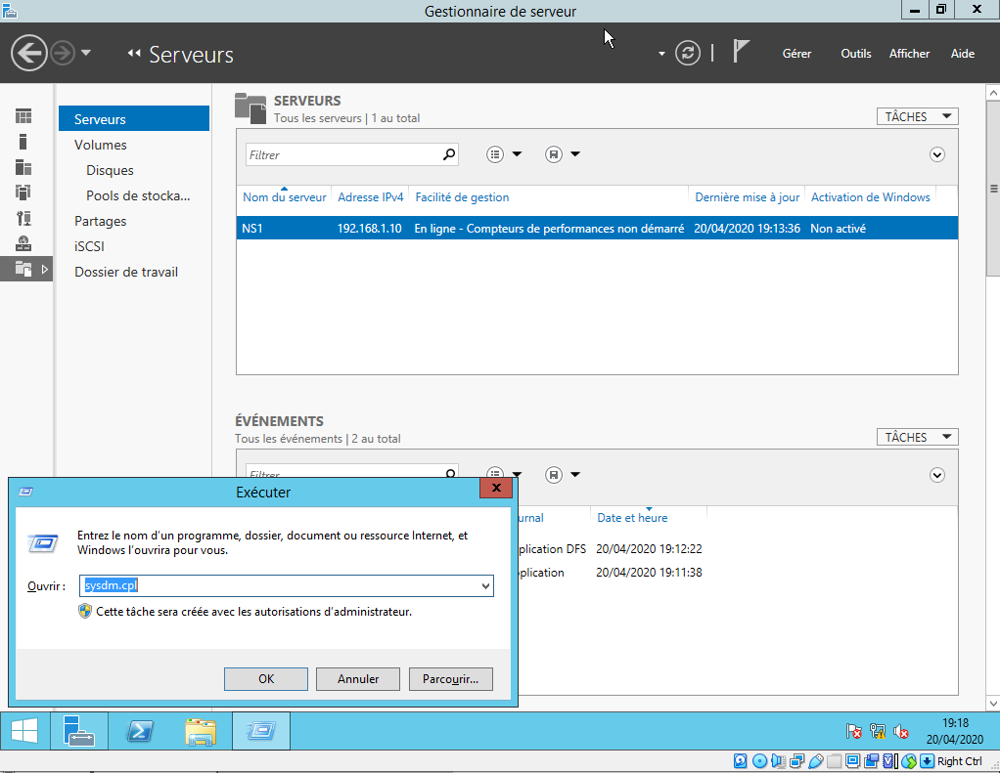 Gestionnaire de serveur
Serveurs
Gérer Outils Afficher Aide
Serveurs
Volumes
Disques
Pools de stocka...
Partages
iSCSI
Dossier de travail
SERVEURS
Tous les serveurs | 1 au total
TÂCHES
Filtrer
Nom du serveur Adresse IPv4 Facilité de gestion Dernière mise à jour Activation de Windows
NS1 192.168.1.10 En ligne - Compteurs de performances non démarré 20/04/2020 19:13:36 Non activé
ÉVÉNEMENTS
Tous les événements | 2 au total
TÂCHES
Filtrer
urnal Date et heure
plication DFS 20/04/2020 19:12:22
plication 20/04/2020 19:11:38
Exécuter
Entrez le nom d'un programme, dossier, document ou ressource Internet, et
Windows l'ouvrira pour vous.
Ouvrir : sysdm.cpl
Cette tâche sera créée avec les autorisations d'administrateur.
OK Annuler Parcourir...
19:18
20/04/2020
Right Ctrl